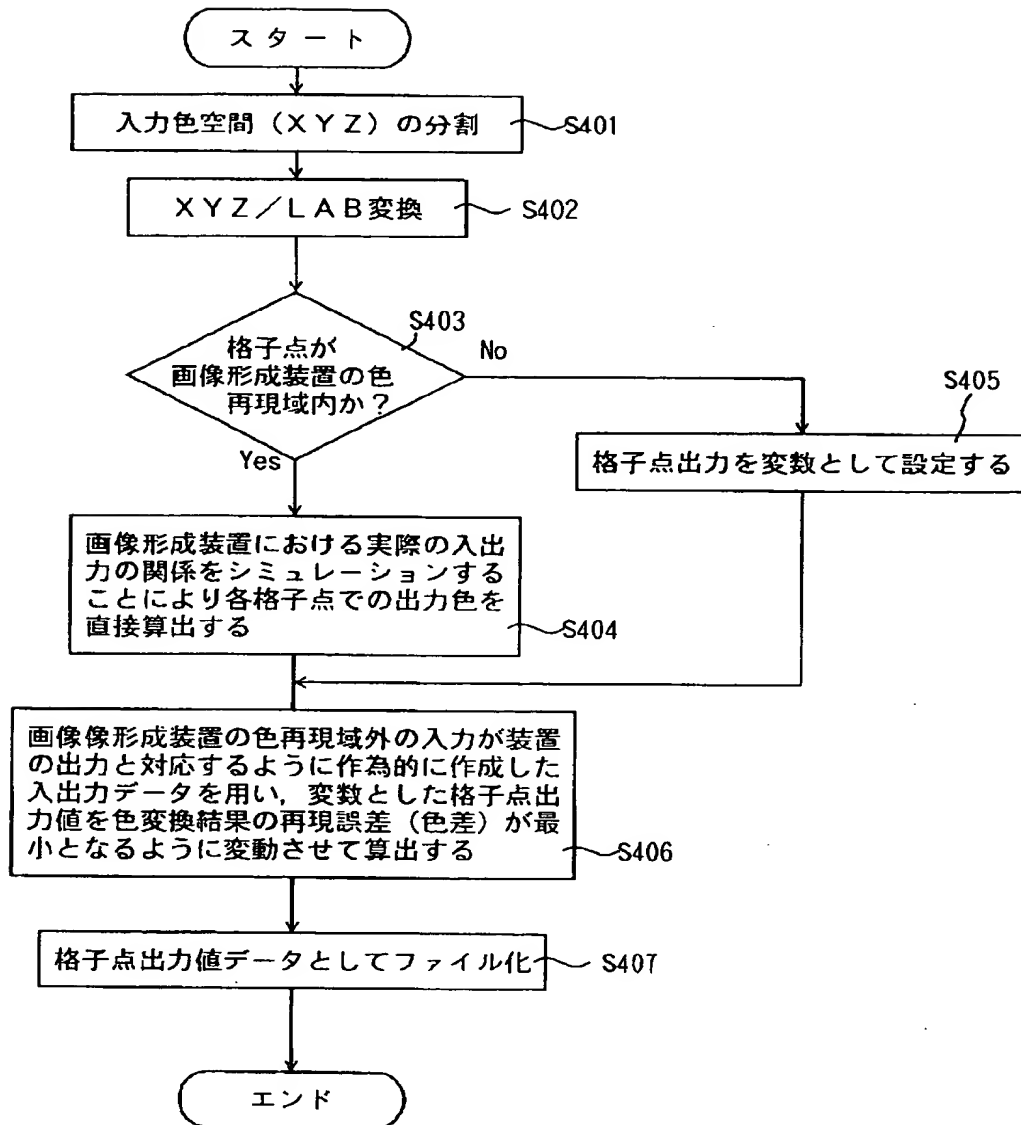 スタート
入力色空間（ＸＹＺ）の分割
S401
ＸＹＺ／ＬＡＢ変換
S402
S403
格子点が
画像形成装置の色
再現域内か？
No
Yes
S405
格子点出力を変数として設定する
画像形成装置における実際の入出
力の関係をシミュレーションする
ことにより各格子点での出力色を
直接算出する
S404
画像像形成装置の色再現域外の入力が装置
の出力と対応するように作為的に作成した
入出力データを用い，変数とした格子点出
力値を色変換結果の再現誤差（色差）が最
小となるように変動させて算出する
S406
格子点出力値データとしてファイル化
S407
エンド